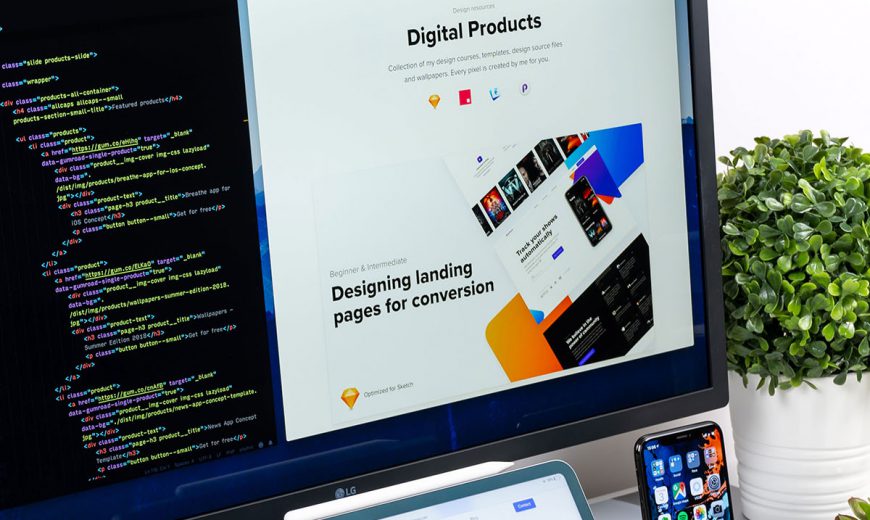 class="slide products-slide">
class="wrapper">
<div class="products-all-container">
<h4 class="allcaps allcaps--small
products-section-small-title">Featured products</h4>
<ul class="products">
<li class="product">
<a href="https://gum.co/eHihq" target="_blank"
data-gumroad-single-product="true">
<div class="product__img-cover img-css lazyload"
data-bg=".
/dist/img/products/breathe-app-for-ios-concept.
jpg"></div>
<div class="product-text">
<h3 class="page-h3 product__title">Breathe app for
iOS Concept</h3>
<p class="button button--small">Get for free</p>
</div>
</a>
</li>
<li class="product">
<a href="https://gum.co/ELKaQ" target="_blank"
data-gumroad-single-product="true">
<div class="product__img-cover img-css lazyload"
data-bg=".
/dist/img/products/wallpapers-summer-edition-2018.
jpg"></div>
<div class="product-text">
<h3 class="page-h3 product__title">Wallpapers –
Summer Edition 2018</h3>
<p class="button button--small">Get for free</p>
</div>
</a>
</li>
<li class="product">
<a href="https://gum.co/cnAfB" target="_blank"
data-gumroad-single-product="true">
<div class="product__img-cover img-css lazyload"
data-bg="./dist/img/products/news-app-concept-template.
jpg"></div>
<div class="product-text">
<h3 class="page-h3 product__title">News App Concept
Template</h3>
<p class="button button--small">Get for free</p>
</div>
Design resources
Digital Products
Collection of my design courses, templates, design source files
and wallpapers. Every pixel is created by me for you.
Beginner & Intermediate
Designing landing
pages for conversion
Track your shows
automatically
We believe in the
power of community
Optimized for Sketch
LG
Contact